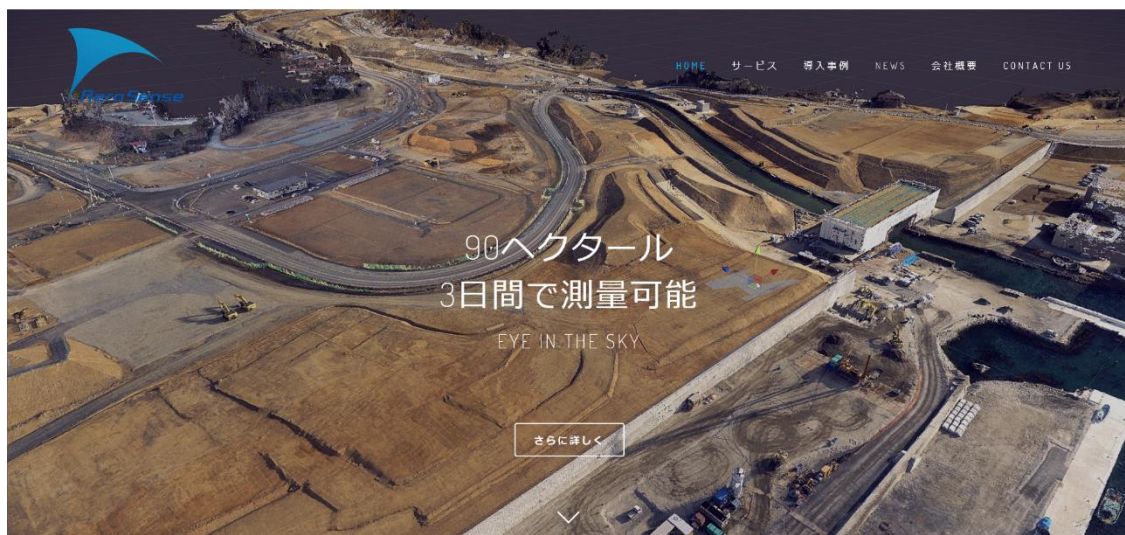 AeroSense
HOME サービス 導入事例 NEWS 会社概要 CONTACT US
90ヘクタール
3日間で測量可能
EYE IN THE SKY
さらに詳しく